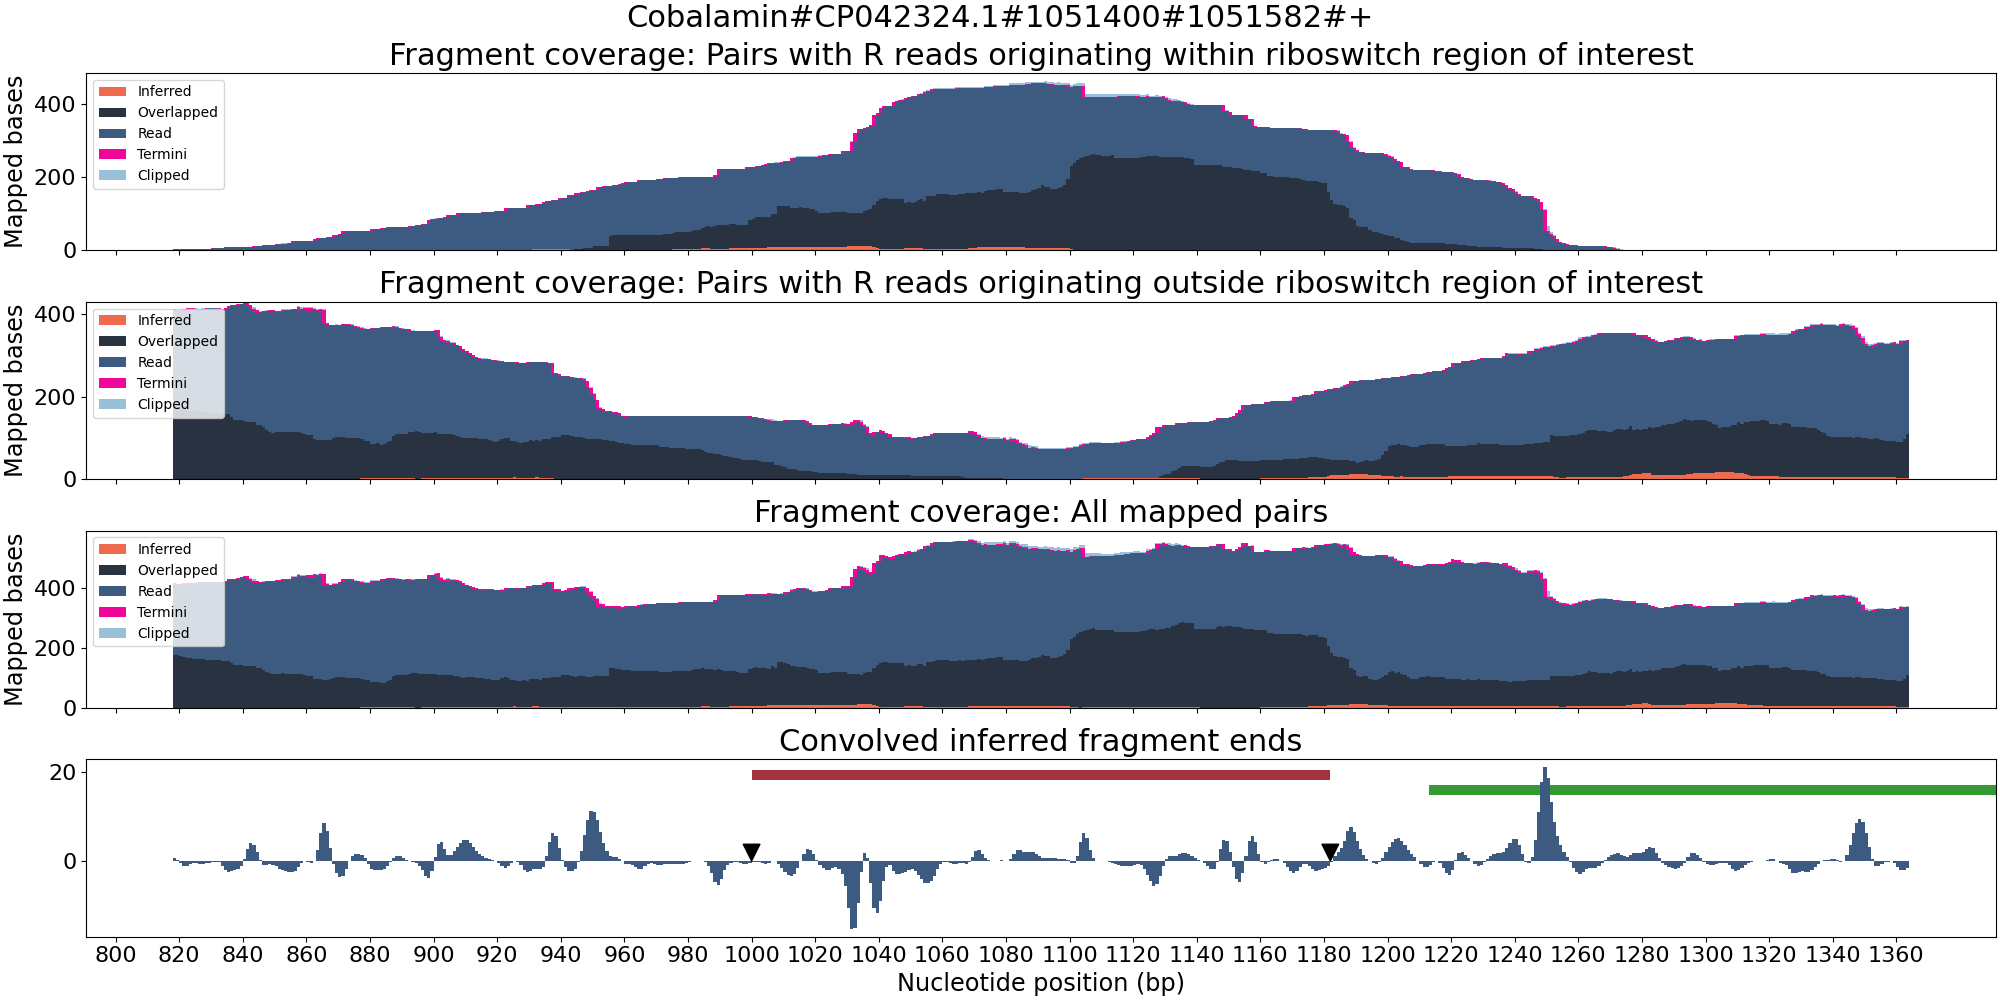 Cobalamin#CP042324.1#1051400#1051582#+
Fragment coverage: Pairs with R reads originating within riboswitch region of interest
Mapped bases
400
200
0
Inferred
Overlapped
Read
Termini
Clipped
Fragment coverage: Pairs with R reads originating outside riboswitch region of interest
Mapped bases
400
200
0
Inferred
Overlapped
Read
Termini
Clipped
Fragment coverage: All mapped pairs
Mapped bases
400
200
0
Inferred
Overlapped
Read
Termini
Clipped
Convolved inferred fragment ends
20
0
800 820 840 860 880 900 920 940 960 980 1000 1020 1040 1060 1080 1100 1120 1140 1160 1180 1200 1220 1240 1260 1280 1300 1320 1340 1360
Nucleotide position (bp)